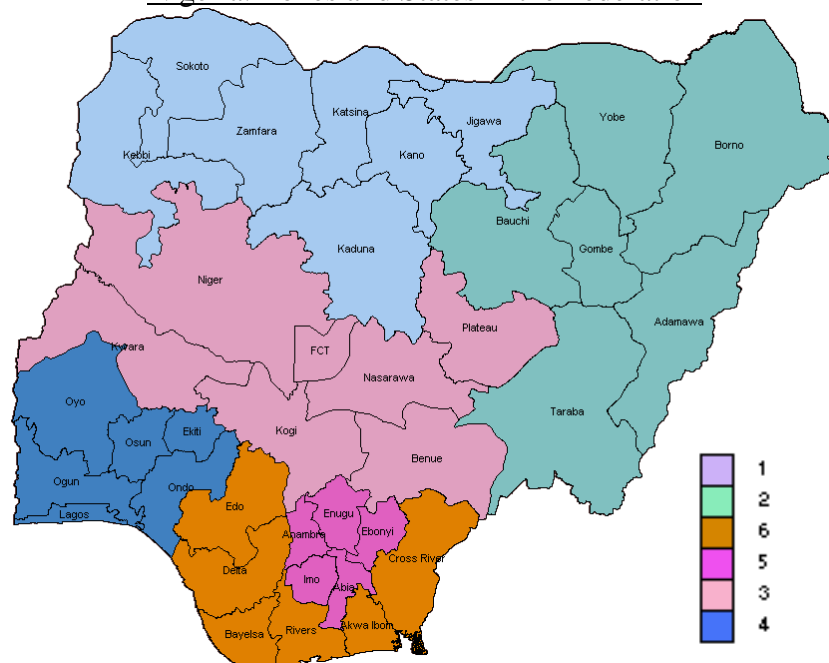 Sokoto
Katsina
Jigawa
Yobe
Borno
Zamfara
Kano
Kebbi
Bauchi
Gombe
Kaduna
Niger
Adamawa
Plateau
Kwara
FCT
Nasarawa
Taraba
Oyo
Kogi
Ekiti
Osun
Benue
Ogun
Ondo
Edo
Lagos
Enugu
Anambra
Ebonyi
Cross River
Delta
Imo
Abia
Bayelsa
Rivers
Akwa Ibom
1
2
6
5
3
4